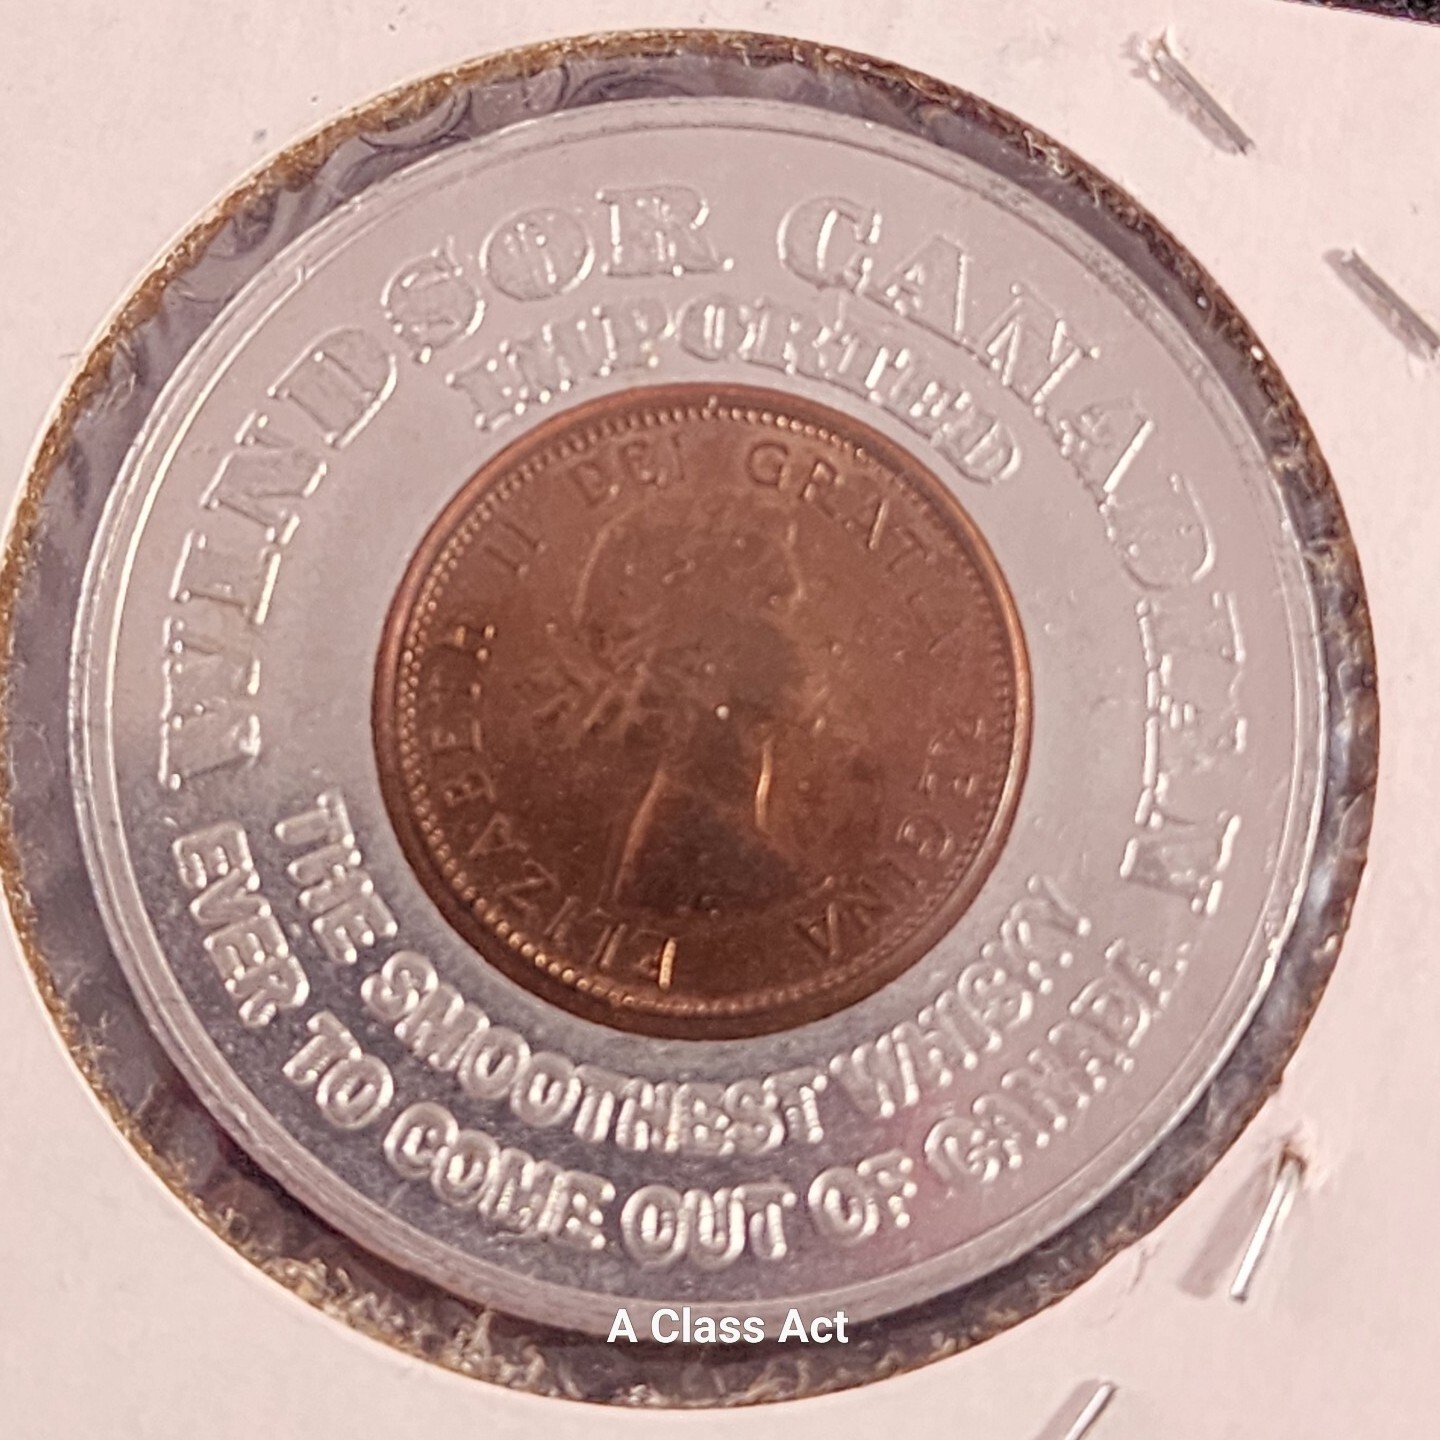 WINDSOR CANADIAN
IMPORTED
ELIZABETH II DEI GRATIA REGINA
THE SMOOTHEST WHISKY
EVER TO COME OUT OF CANADA.
A Class Act